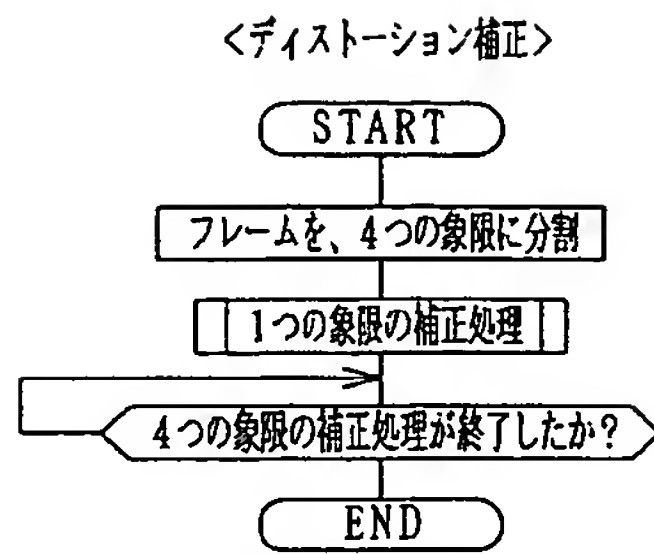 <ディストーション補正>
START
フレームを、4つの象限に分割
1つの象限の補正処理
4つの象限の補正処理が終了したか?
END